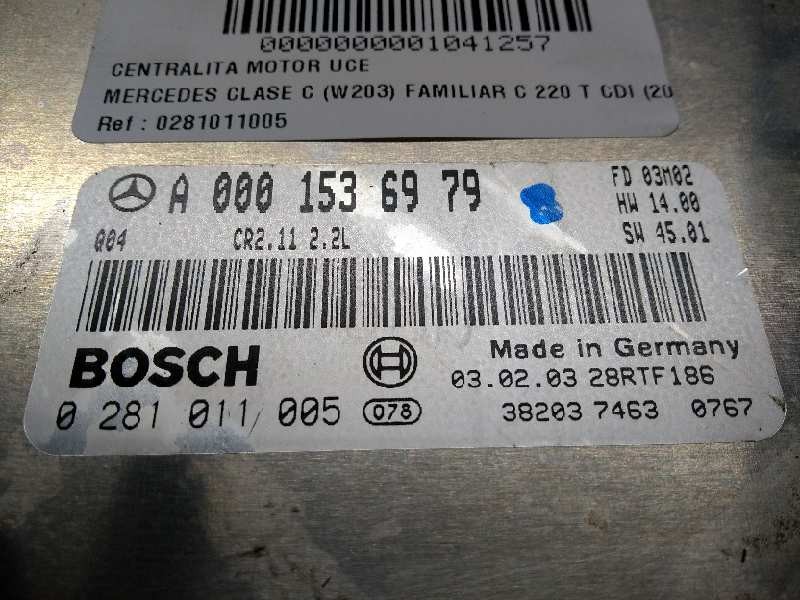 0000000001041257
CENTRALITA MOTOR UCE
MERCEDES CLASE C (W203) FAMILIAR C 220 T CDI (20
Ref : 0281011005
A 000 153 69 79
FD 03M02
HW 14.00
Q04 CR2.11 2.2L SW 45.01
BOSCH
Made in Germany
03.02.03 28RTF186
0 281 011 005 078 382037463 0767